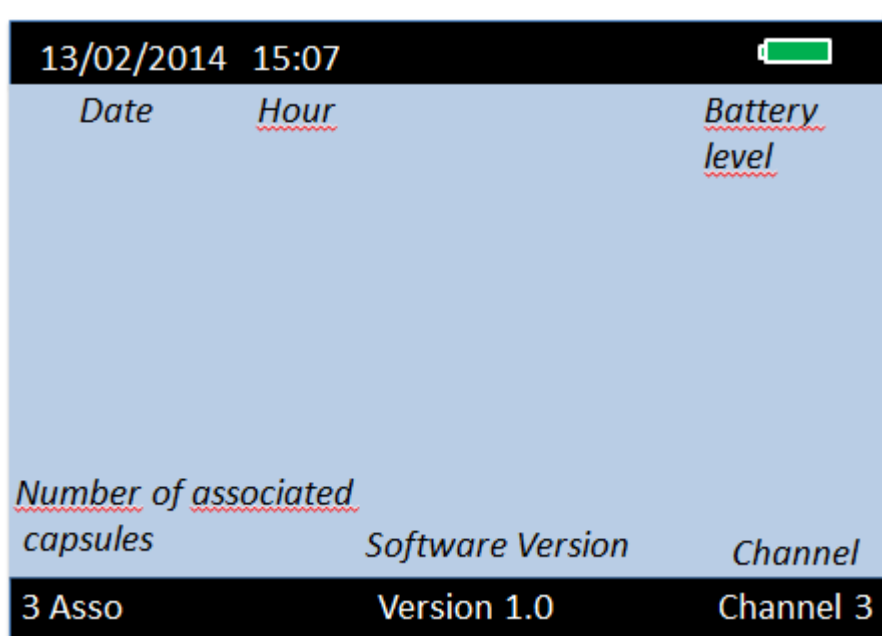 13/02/2014 15:07
Date Hour Battery
level
Number of associated
capsules Software Version Channel
3 Asso Version 1.0 Channel 3